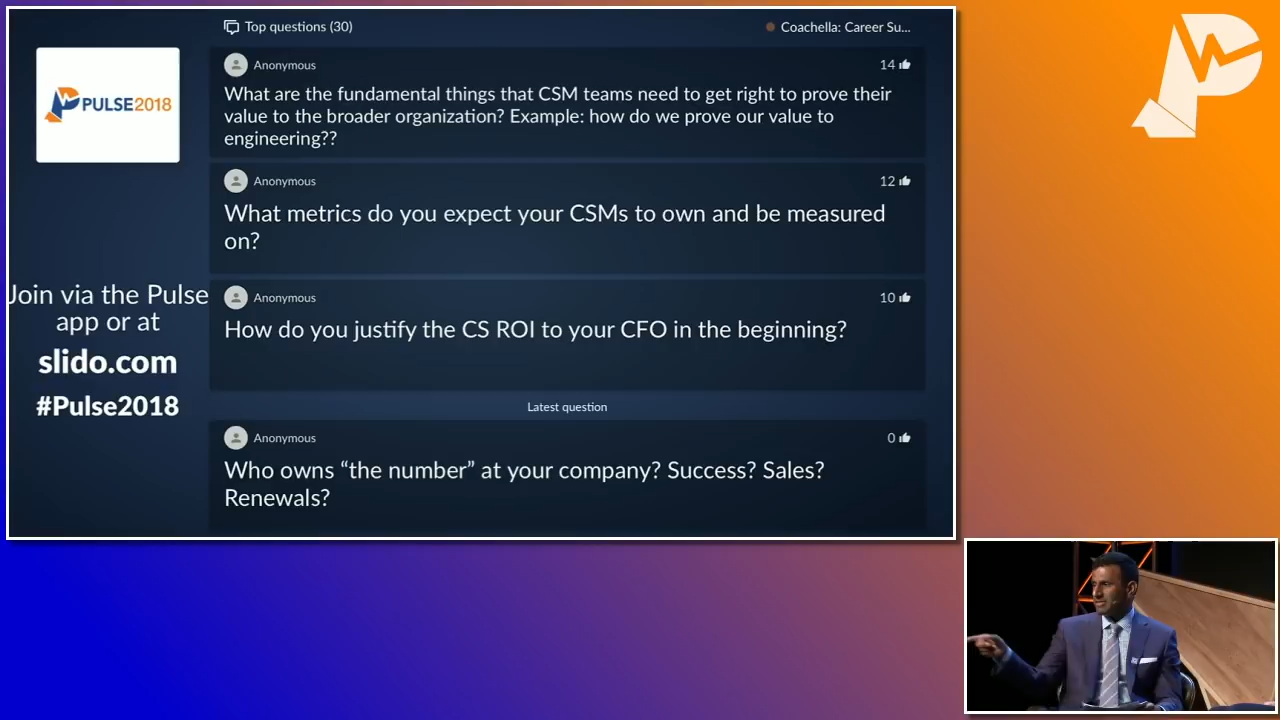 Top questions (30)
Coachella: Career Su...
PULSE2018
Anonymous
14
What are the fundamental things that CSM teams need to get right to prove their
value to the broader organization? Example: how do we prove our value to
engineering??
Anonymous
12
What metrics do you expect your CSMs to own and be measured
on?
Join via the Pulse
app or at
slido.com
#Pulse2018
Anonymous
10
How do you justify the CS ROI to your CFO in the beginning?
Latest question
Anonymous
0
Who owns “the number” at your company? Success? Sales?
Renewals?